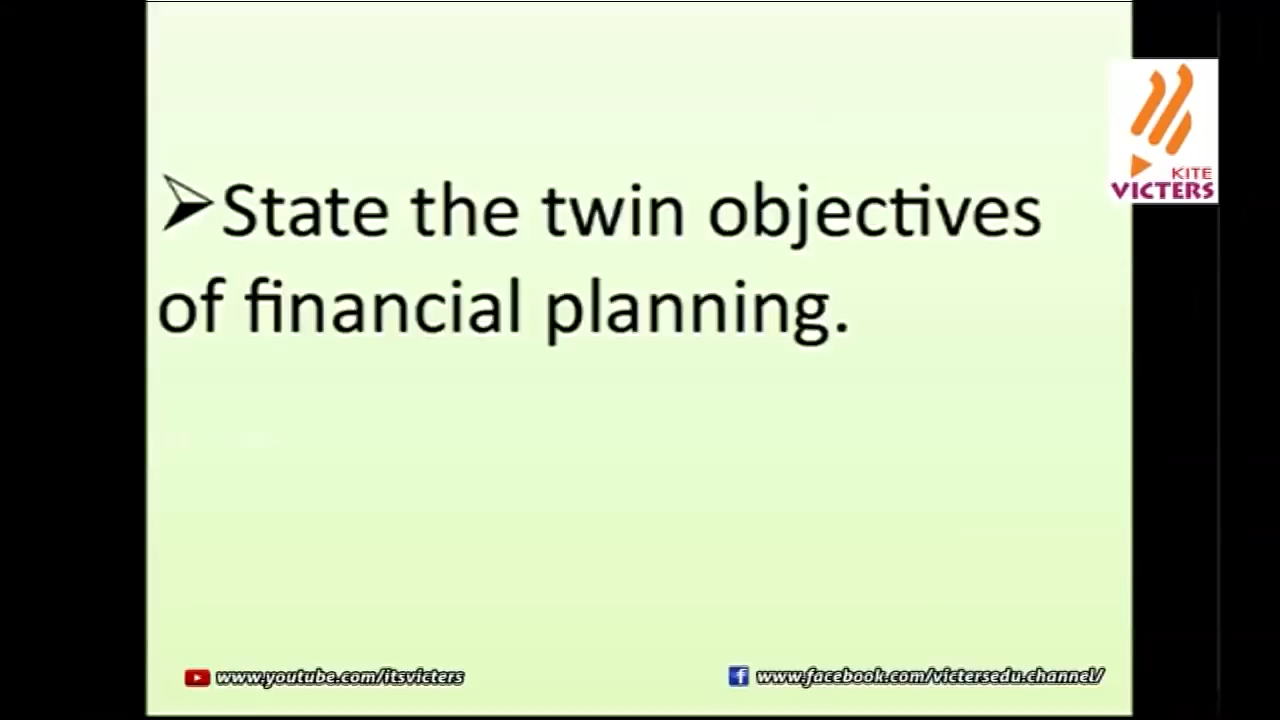 ➢State the twin objectives
of financial planning.
KITE
VICTERS
www.youtube.com/itsvicters
www.facebook.com/victersedu.channel/